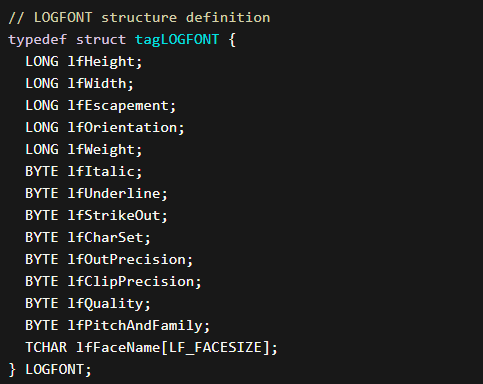 // LOGFONT structure definition
typedef struct tagLOGFONT {
  LONG lfHeight;
  LONG lfWidth;
  LONG lfEscapement;
  LONG lfOrientation;
  LONG lfWeight;
  BYTE lfItalic;
  BYTE lfUnderline;
  BYTE lfStrikeOut;
  BYTE lfCharSet;
  BYTE lfOutPrecision;
  BYTE lfClipPrecision;
  BYTE lfQuality;
  BYTE lfPitchAndFamily;
  TCHAR lfFaceName[LF_FACESIZE];
} LOGFONT;